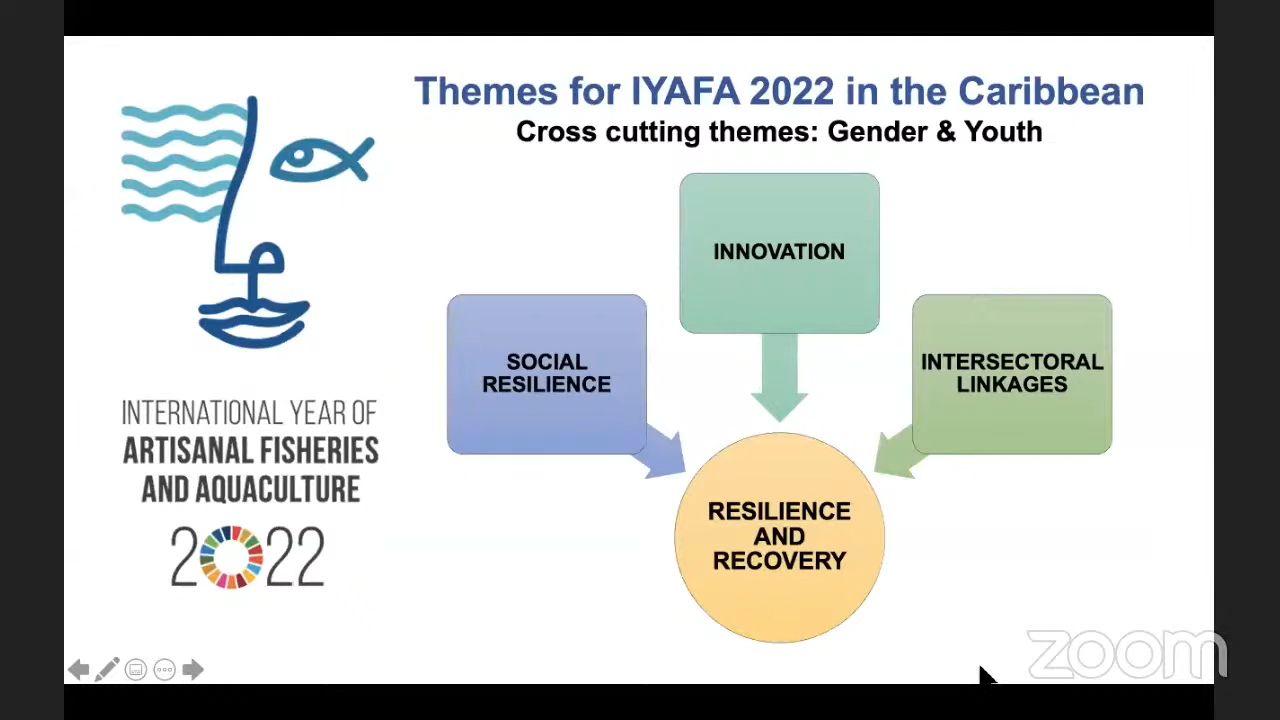 Themes for IYAFA 2022 in the Caribbean
Cross cutting themes: Gender & Youth
INNOVATION
SOCIAL
RESILIENCE
INTERSECTORAL
LINKAGES
RESILIENCE
AND
RECOVERY
INTERNATIONAL YEAR OF
ARTISANAL FISHERIES
AND AQUACULTURE
2022
zoom